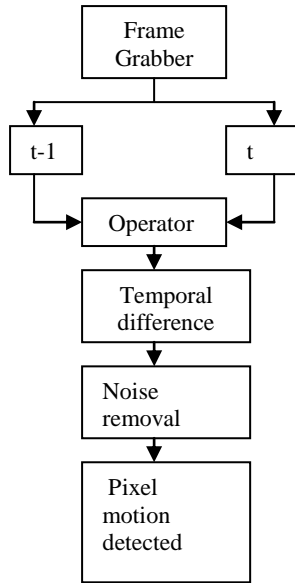 Frame
Grabber
t-1
t
Operator
Temporal
difference
Noise
removal
Pixel
motion
detected